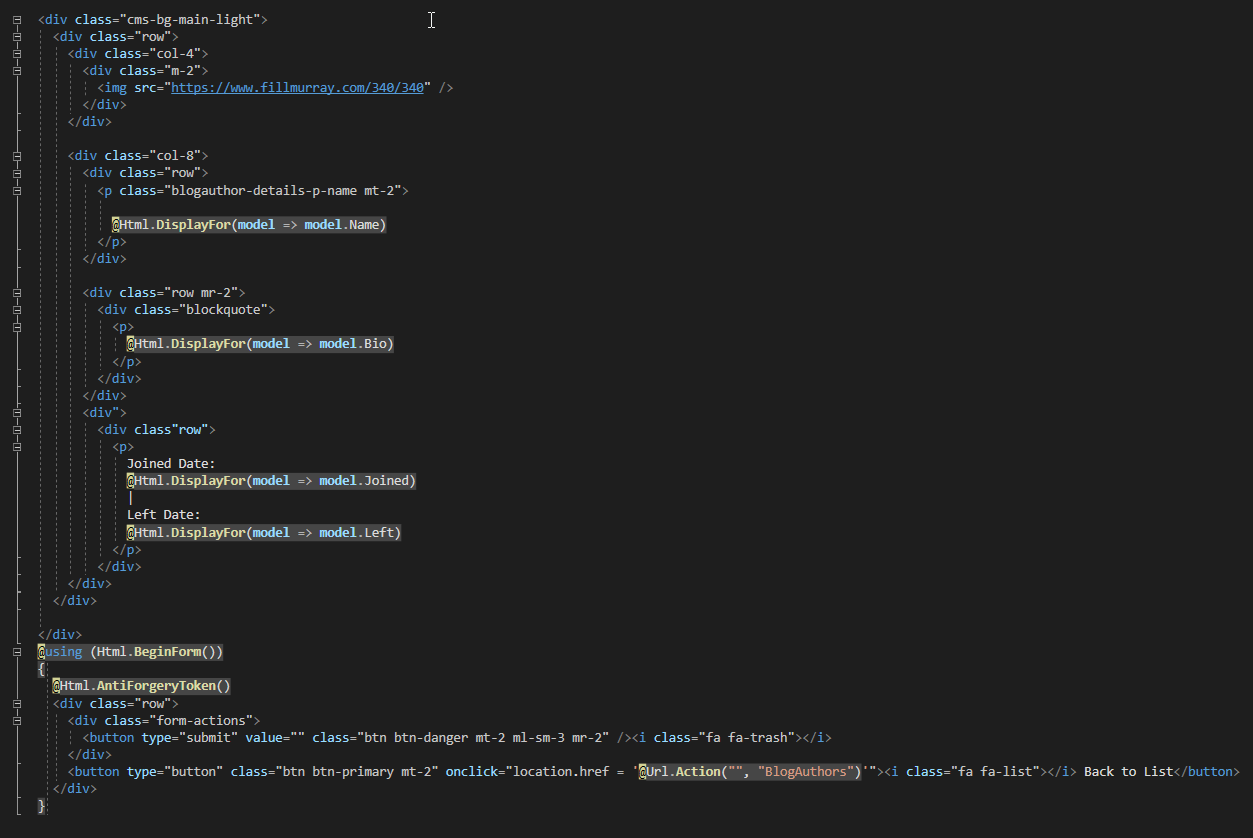 <div class="cms-bg-main-light">
<div class="row">
<div class="col-4">
<div class="m-2">
<img src="https://www.fillmurray.com/340/340" />
</div>
</div>
<div class="col-8">
<div class="row">
<p class="blogauthor-details-p-name mt-2">
@Html.DisplayFor(model => model.Name)
</p>
</div>
<div class="row mr-2">
<div class="blockquote">
<p>
@Html.DisplayFor(model => model.Bio)
</p>
</div>
</div>
<div">
<div class"row">
<p>
Joined Date:
@Html.DisplayFor(model => model.Joined)
|
Left Date:
@Html.DisplayFor(model => model.Left)
</p>
</div>
</div>
</div>
</div>
@using (Html.BeginForm())
{
@Html.AntiForgeryToken()
<div class="row">
<div class="form-actions">
<button type="submit" value="" class="btn btn-danger mt-2 ml-sm-3 mr-2" /><i class="fa fa-trash"></i>
</div>
<button type="button" class="btn btn-primary mt-2" onclick="location.href = '@Url.Action("", "BlogAuthors")'"><i class="fa fa-list"></i> Back to List</button>
</div>
}